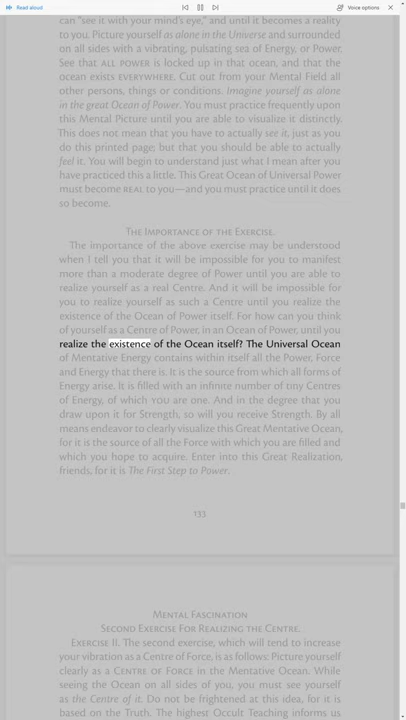 Read aloud
Voice options
can “see it with your mind’s eye,” and until it becomes a reality
to you. Picture yourself as alone in the Universe and surrounded
on all sides with a vibrating, pulsating sea of Energy, or Power.
See that ALL POWER is locked up in that ocean, and that the
ocean exists EVERYWHERE. Cut out from your Mental Field all
other persons, things or conditions. Imagine yourself as alone
in the great Ocean of Power. You must practice frequently upon
this Mental Picture until you are able to visualize it distinctly.
This does not mean that you have to actually see it, just as you
do this printed page; but that you should be able to actually
feel it. You will begin to understand just what I mean after you
have practiced this a little. This Great Ocean of Universal Power
must become REAL to you—and you must practice until it does
so become.
THE IMPORTANCE OF THE EXERCISE.
The importance of the above exercise may be understood
when I tell you that it will be impossible for you to manifest
more than a moderate degree of Power until you are able to
realize yourself as a real Centre. And it will be impossible for
you to realize yourself as such a Centre until you realize the
existence of the Ocean of Power itself. For how can you think
of yourself as a Centre of Power, in an Ocean of Power, until you
realize the existence of the Ocean itself? The Universal Ocean
of Mentative Energy contains within itself all the Power, Force
and Energy that there is. It is the source from which all forms of
Energy arise. It is filled with an infinite number of tiny Centres
of Energy, of which YOU are one. And in the degree that you
draw upon it for Strength, so will you receive Strength. By all
means endeavor to clearly visualize this Great Mentative Ocean,
for it is the source of all the Force with which you are filled and
which you hope to acquire. Enter into this Great Realization,
friends, for it is The First Step to Power.
133
MENTAL FASCINATION
SECOND EXERCISE FOR REALIZING THE CENTRE.
EXERCISE II. The second exercise, which will tend to increase
your vibration as a Centre of Force, is as follows: Picture yourself
clearly as a CENTRE OF FORCE in the Mentative Ocean. While
seeing the Ocean on all sides of you, you must see yourself
as the Centre of it. Do not be frightened at this idea, for it is
based on the Truth. The highest Occult Teaching informs us